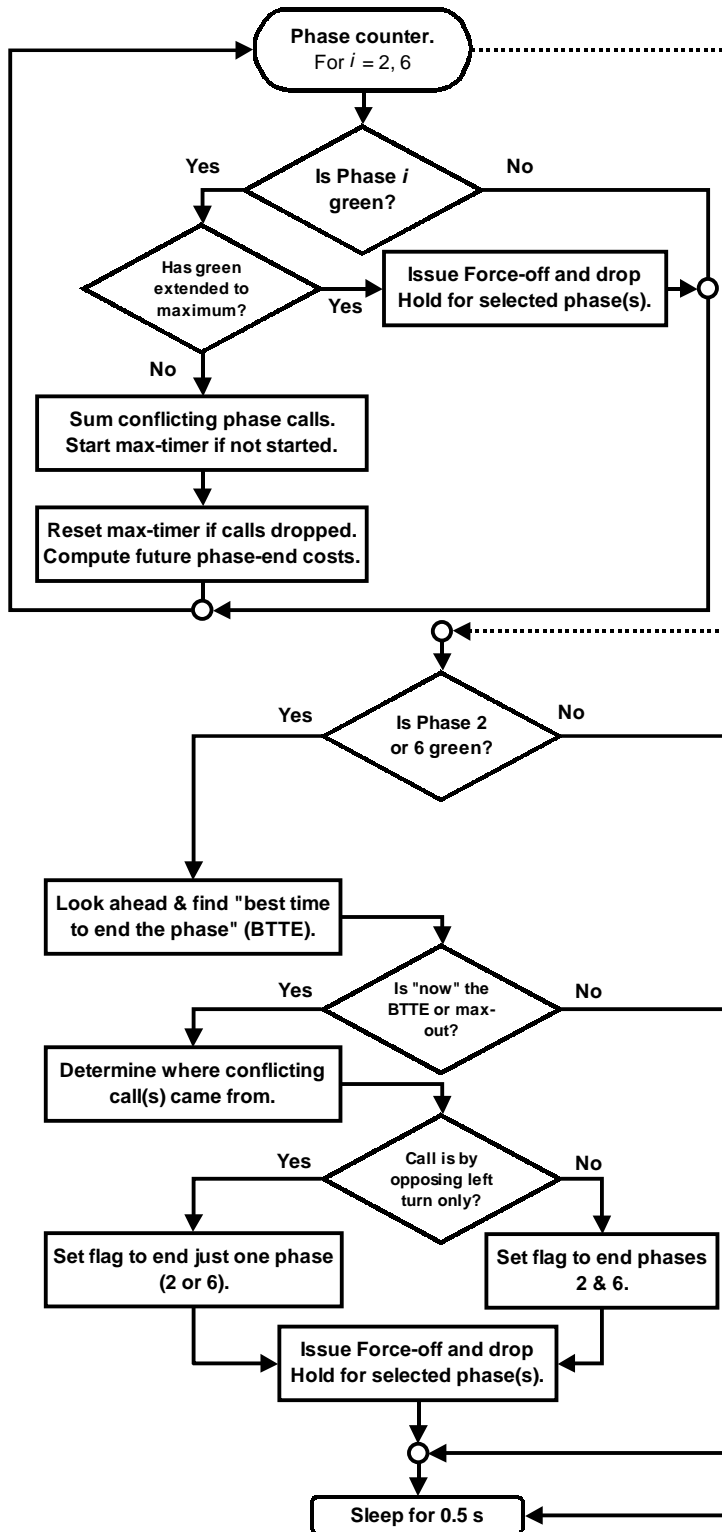 Phase counter.
For i = 2, 6
Yes
No
Is Phase i
green?
Has green
extended to
maximum?
Yes
Issue Force-off and drop
Hold for selected phase(s).
No
Sum conflicting phase calls.
Start max-timer if not started.
Reset max-timer if calls dropped.
Compute future phase-end costs.
Yes
No
Is Phase 2
or 6 green?
Look ahead & find "best time
to end the phase" (BTTE).
Yes
No
Is "now" the
BTTE or max-
out?
Determine where conflicting
call(s) came from.
Yes
No
Call is by
opposing left
turn only?
Set flag to end just one phase
(2 or 6).
Set flag to end phases
2 & 6.
Issue Force-off and drop
Hold for selected phase(s).
Sleep for 0.5 s